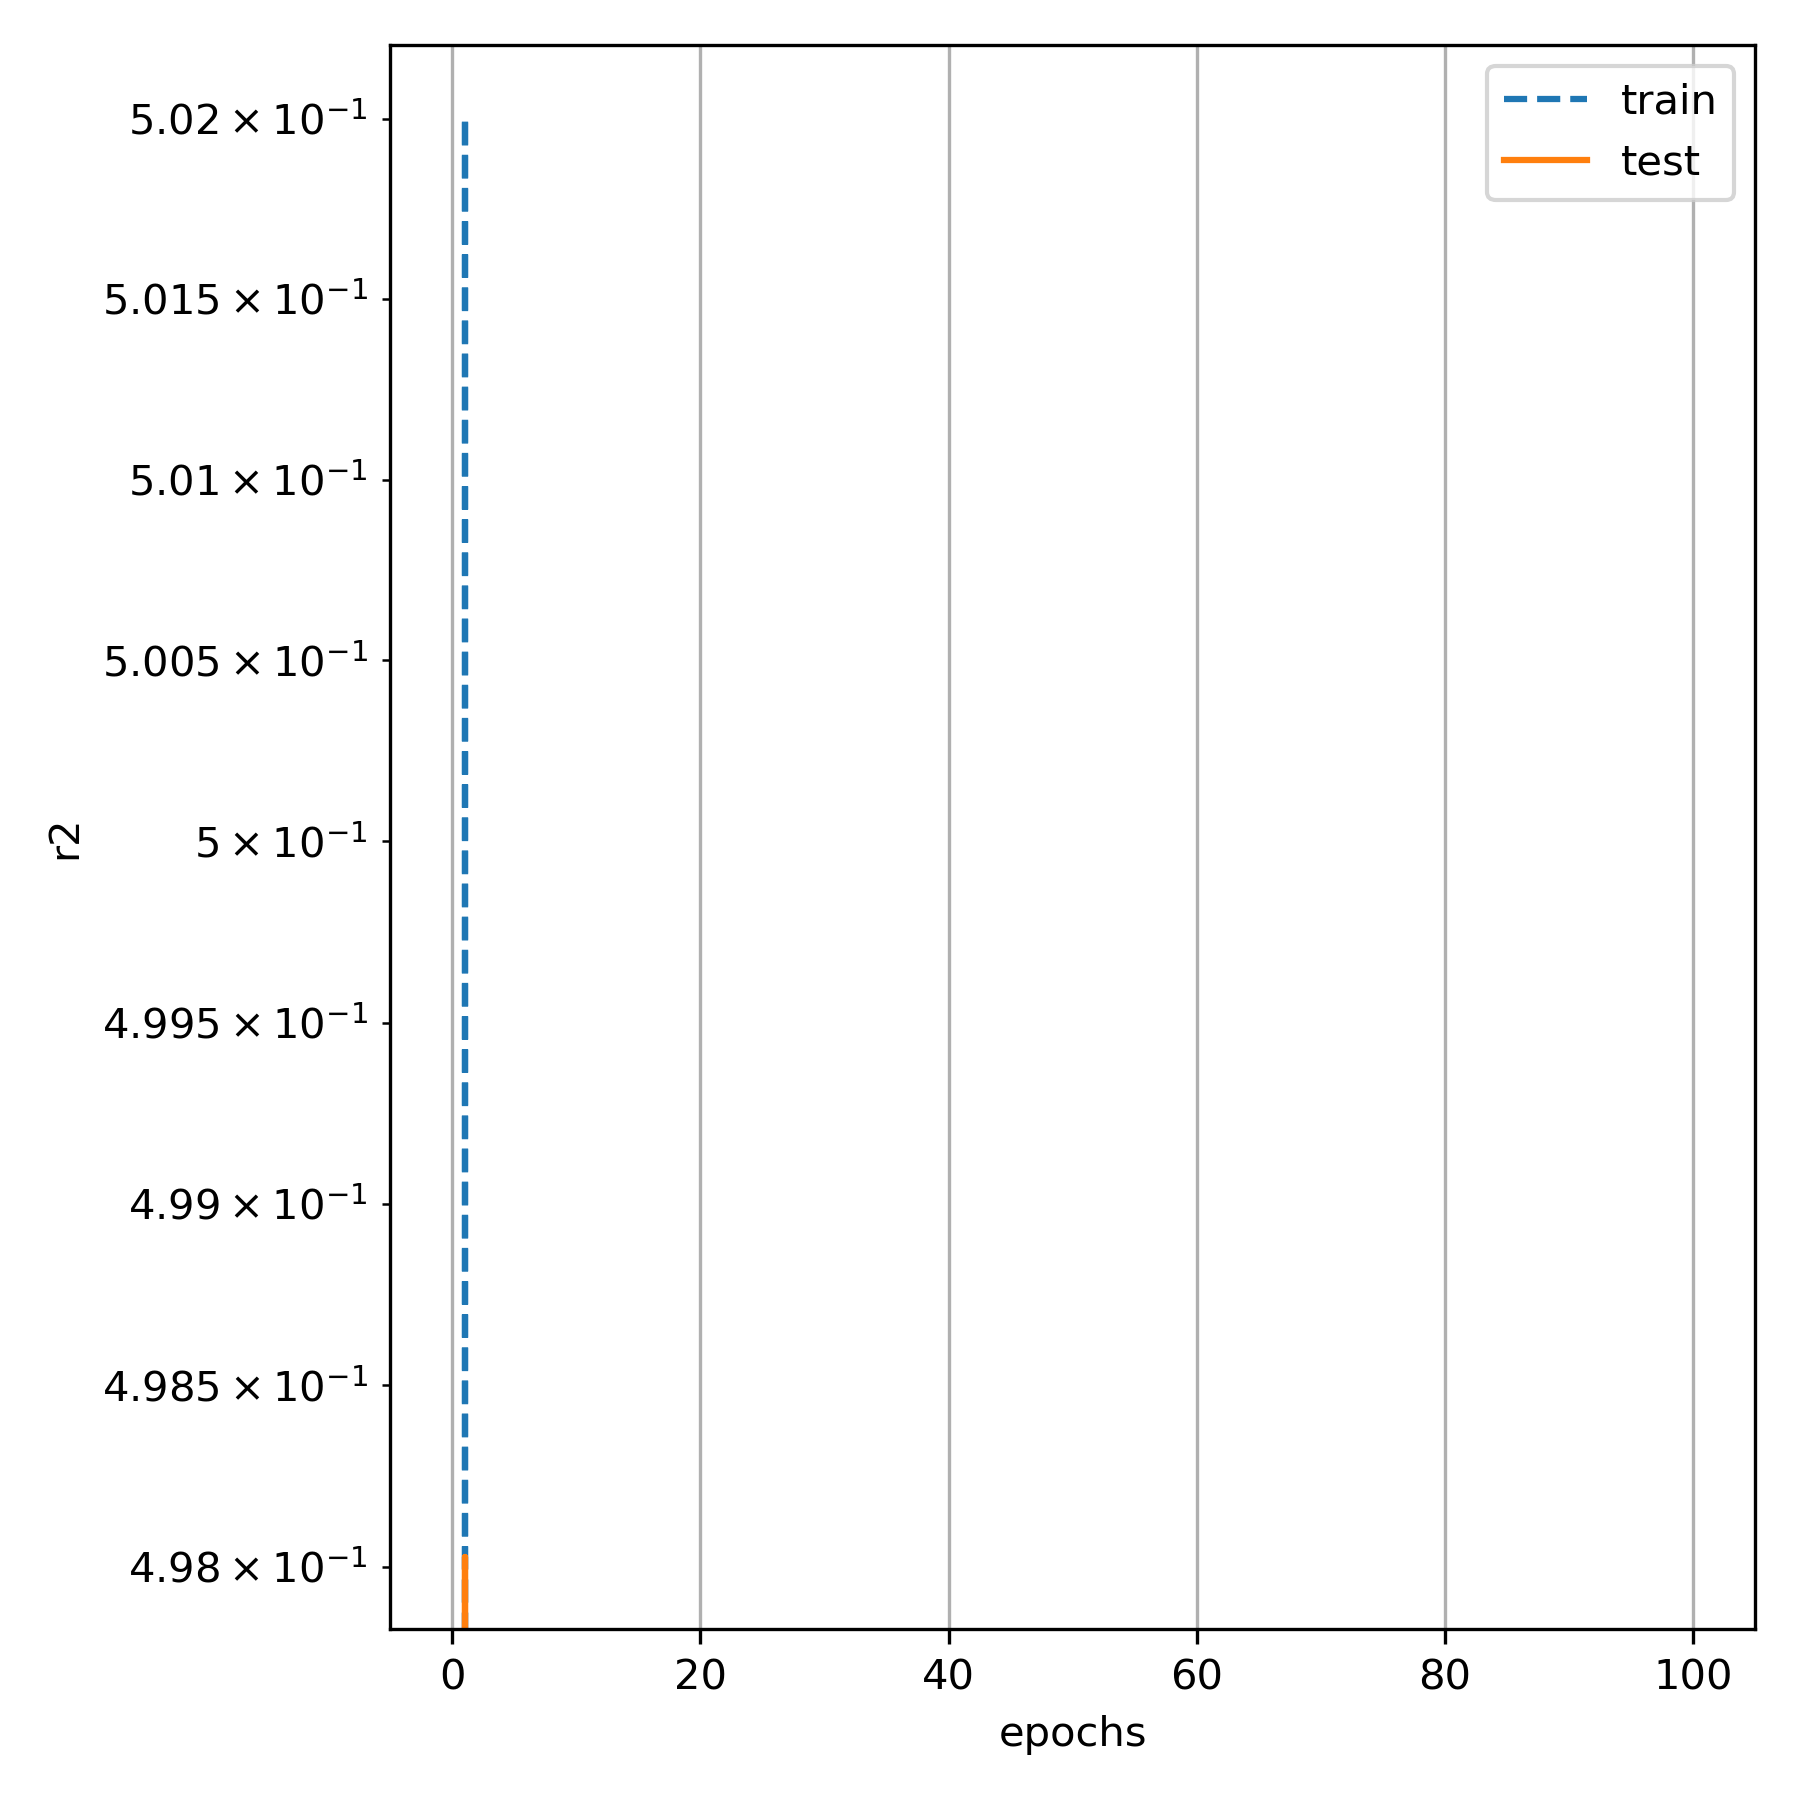 5.02 × 10⁻¹
5.015 × 10⁻¹
5.01 × 10⁻¹
5.005 × 10⁻¹
5 × 10⁻¹
4.995 × 10⁻¹
4.99 × 10⁻¹
4.985 × 10⁻¹
4.98 × 10⁻¹
r2
train
test
0 20 40 60 80 100
epochs